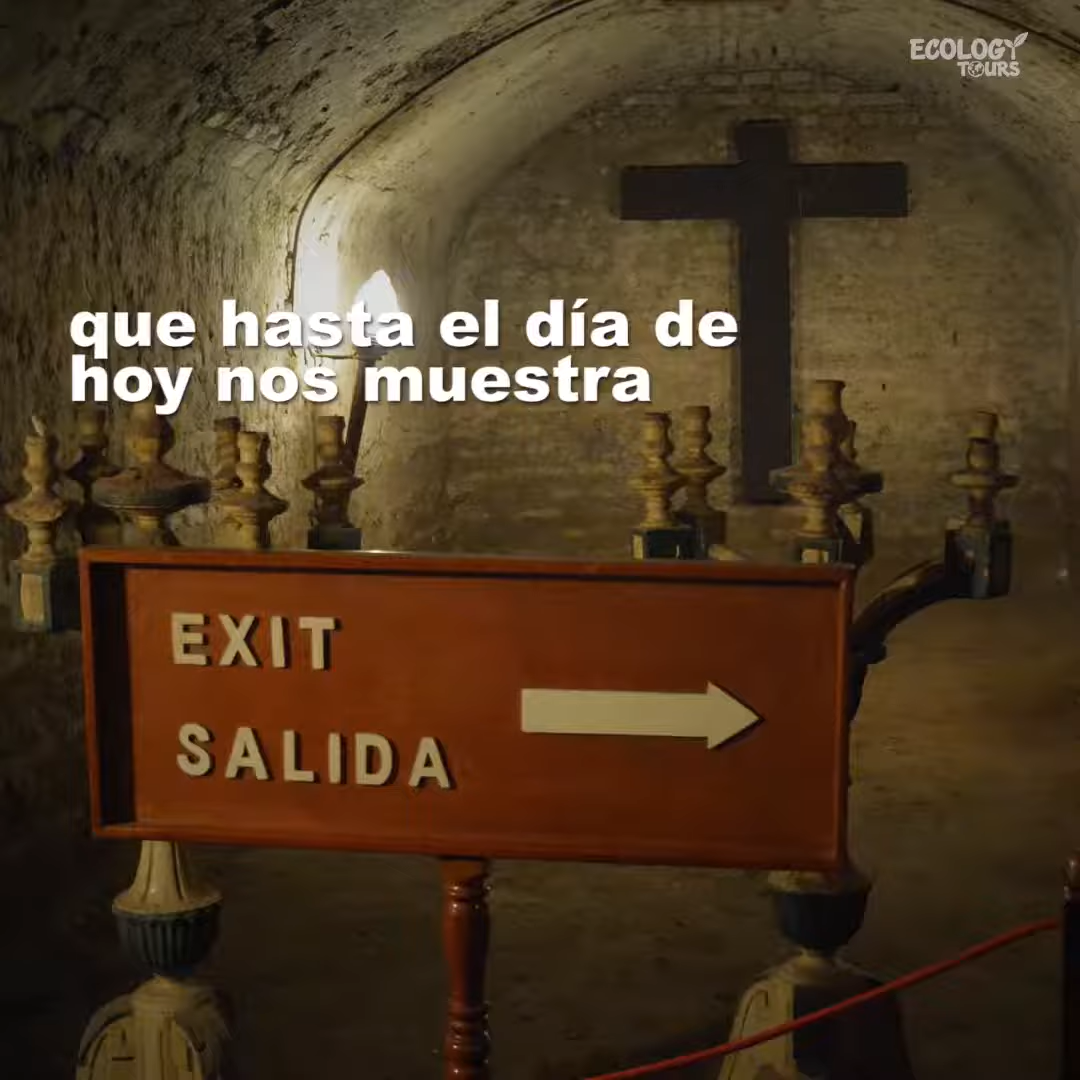 ECOLOGY
TOURS
que hasta el día de
hoy nos muestra
EXIT
SALIDA